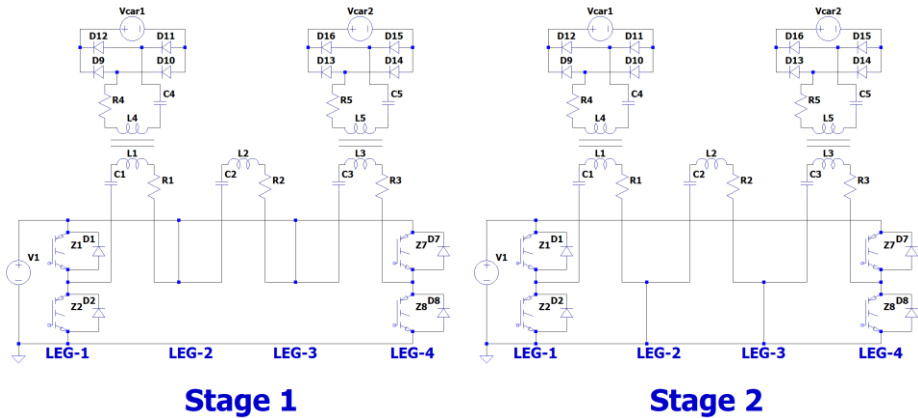 Vcar1 Vcar2 Vcar1 Vcar2
D12 D11 D16 D15 D12 D11 D16 D15
D9 D10 D13 D14 D9 D10 D13 D14
R4 C4 R5 C5 R4 C4 R5 C5
L4 L5 L4 L5
L1 L2 L3 L1 L2 L3
C1 R1 C2 R2 C3 R3 C1 R1 C2 R2 C3 R3
Z1 D1 Z7 D7 Z1 D1 Z7 D7
V1 V1
Z2 D2 Z8 D8 Z2 D2 Z8 D8
LEG-1 LEG-2 LEG-3 LEG-4 LEG-1 LEG-2 LEG-3 LEG-4
Stage 1 Stage 2